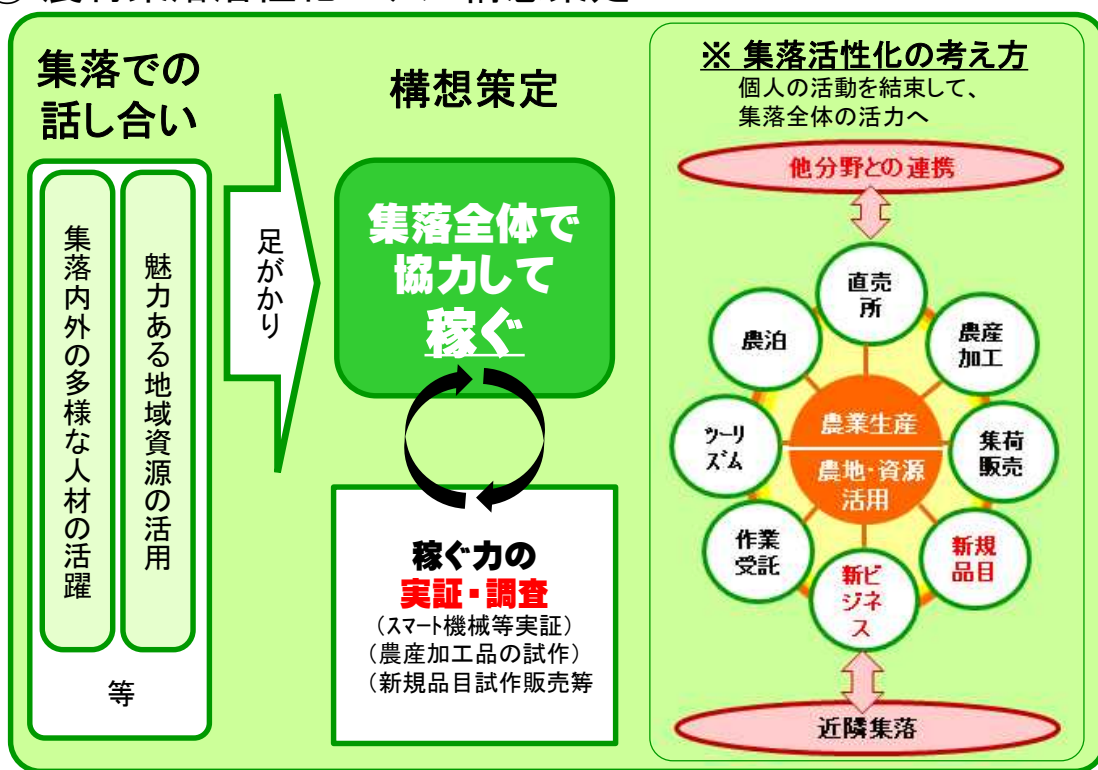 集落での
話し合い
集落内外の多様な人材の活躍
魅力ある地域資源の活用
等
足がかり
構想策定
集落全体で
協力して
稼ぐ
稼ぐ力の
実証・調査
(スマート機械等実証)
(農産加工品の試作)
(新規品目試作販売等
※ 集落活性化の考え方
個人の活動を結束して、
集落全体の活力へ
他分野との連携
直売
所
農産
加工
集荷
販売
新規
品目
新ビ
ジネ
ス
作業
受託
ツーリ
ズム
農泊
農業生産
農地・資源
活用
近隣集落